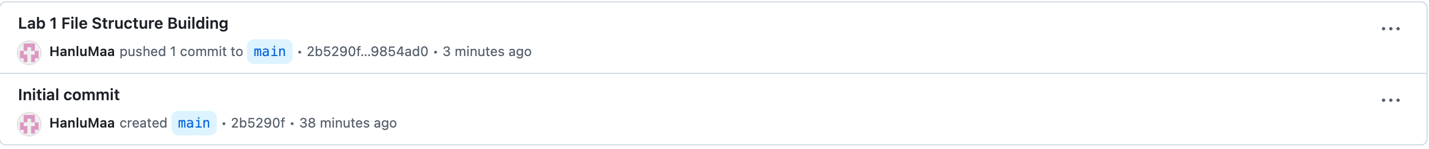 Lab 1 File Structure Building
HanluMaa pushed 1 commit to main • 2b5290f...9854ad0 • 3 minutes ago
Initial commit
HanluMaa created main • 2b5290f • 38 minutes ago